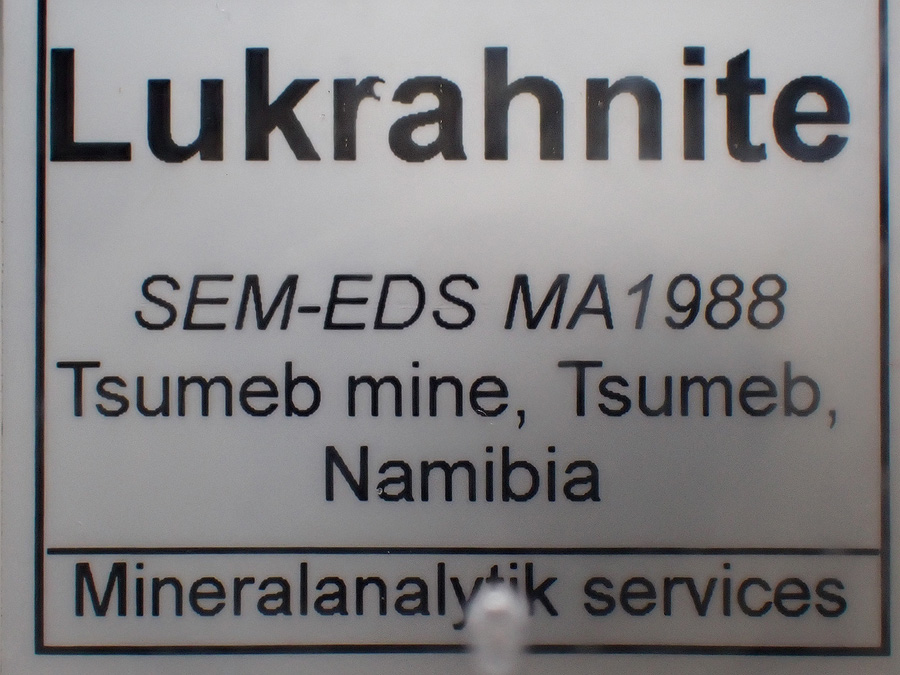 Lukrahnite
SEM-EDS MA1988
Tsumeb mine, Tsumeb,
Namibia
Mineralanalytik services